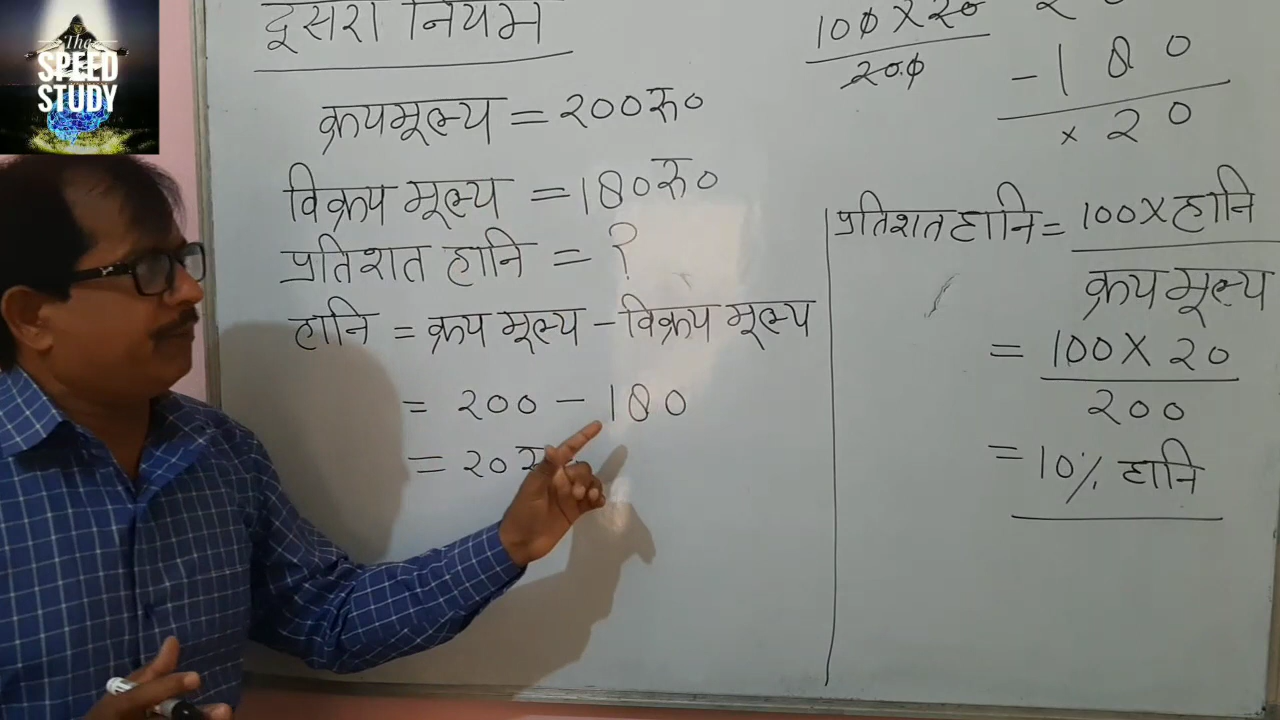 The
SPEED
STUDY
दूसरा नियम
क्रयमूल्य = 200रू०
विक्रय मूल्य = 180रू०
प्रतिशत हानि = ?
हानि = क्रय मूल्य - विक्रय मूल्य
= 200 - 180
= 20
100 X 20
200
- 180
x 20
प्रतिशत हानि = 100 X हानि
क्रय मूल्य
= 100 X 20
200
= 10% हानि